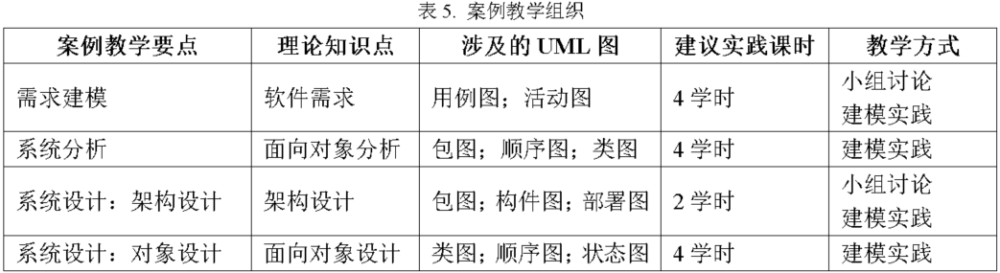 表 5. 案例教学组织
案例教学要点 理论知识点 涉及的 UML 图 建议实践课时 教学方式
需求建模 软件需求 用例图；活动图 4 学时 小组讨论
建模实践
系统分析 面向对象分析 包图；顺序图；类图 4 学时 建模实践
系统设计：架构设计 架构设计 包图；构件图；部署图 2 学时 小组讨论
建模实践
系统设计：对象设计 面向对象设计 类图；顺序图；状态图 4 学时 建模实践